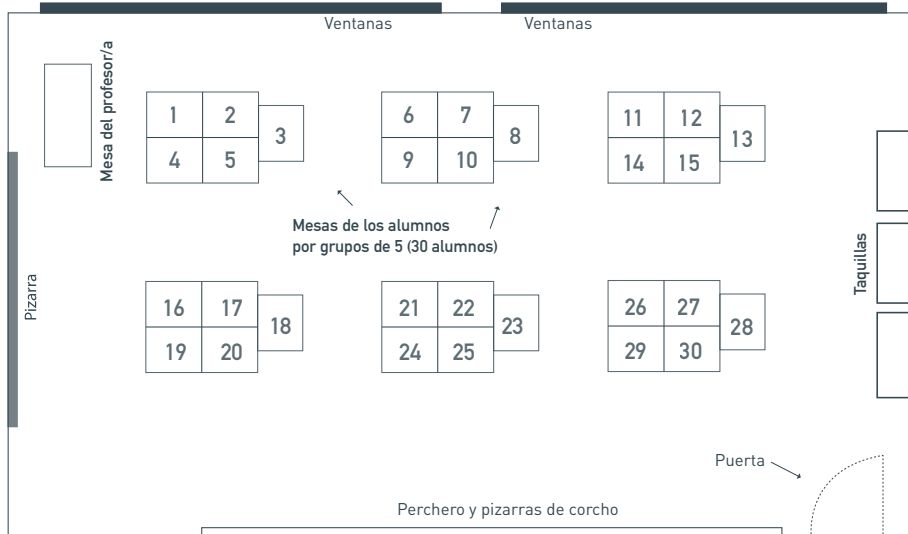 Ventanas
Ventanas
Mesa del profesor/a
1 2
3
4 5
6 7
8
9 10
11 12
13
14 15
Mesas de los alumnos
por grupos de 5 (30 alumnos)
Taquillas
Pizarra
16 17
18
19 20
21 22
23
24 25
26 27
28
29 30
Puerta
Perchero y pizarras de corcho